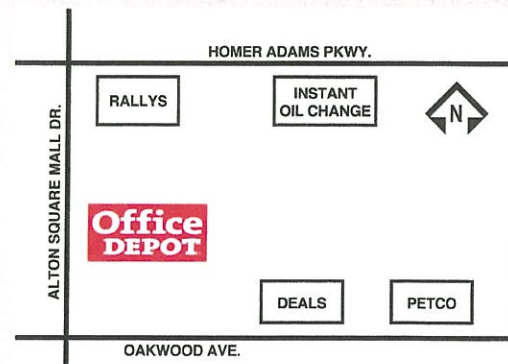 HOMER ADAMS PKWY.
RALLYS
INSTANT
OIL CHANGE
N
ALTON SQUARE MALL DR.
Office
DEPOT
DEALS
PETCO
OAKWOOD AVE.